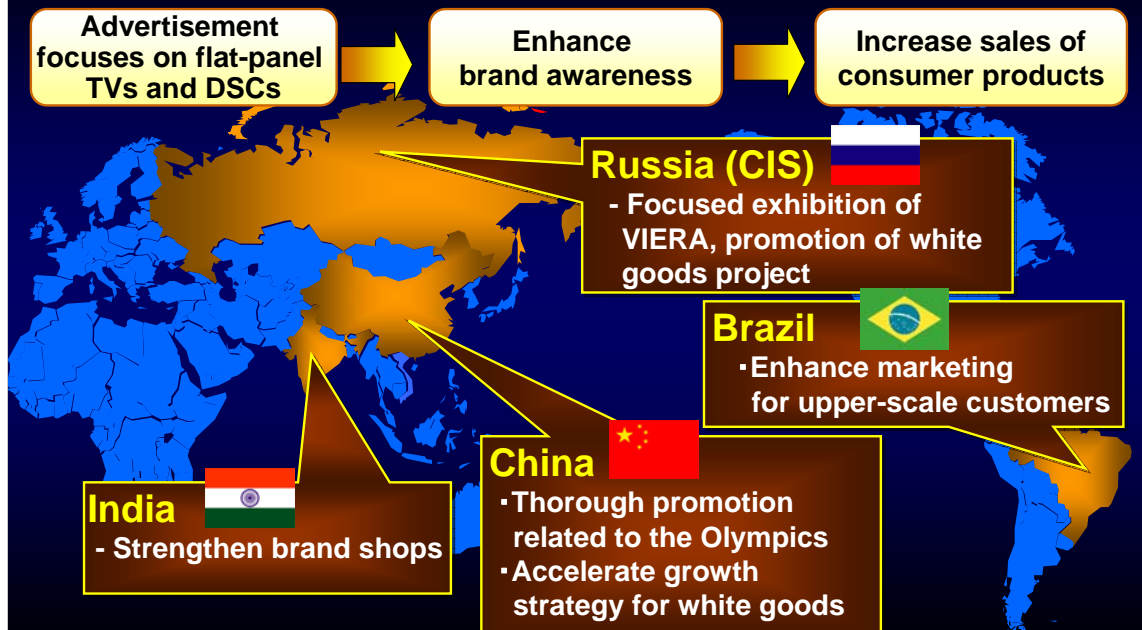 Advertisement
focuses on flat-panel
TVs and DSCs
Enhance
brand awareness
Increase sales of
consumer products
Russia (CIS)
- Focused exhibition of
VIERA, promotion of white
goods project
Brazil
・Enhance marketing
for upper-scale customers
China
・Thorough promotion
related to the Olympics
・Accelerate growth
strategy for white goods
India
- Strengthen brand shops